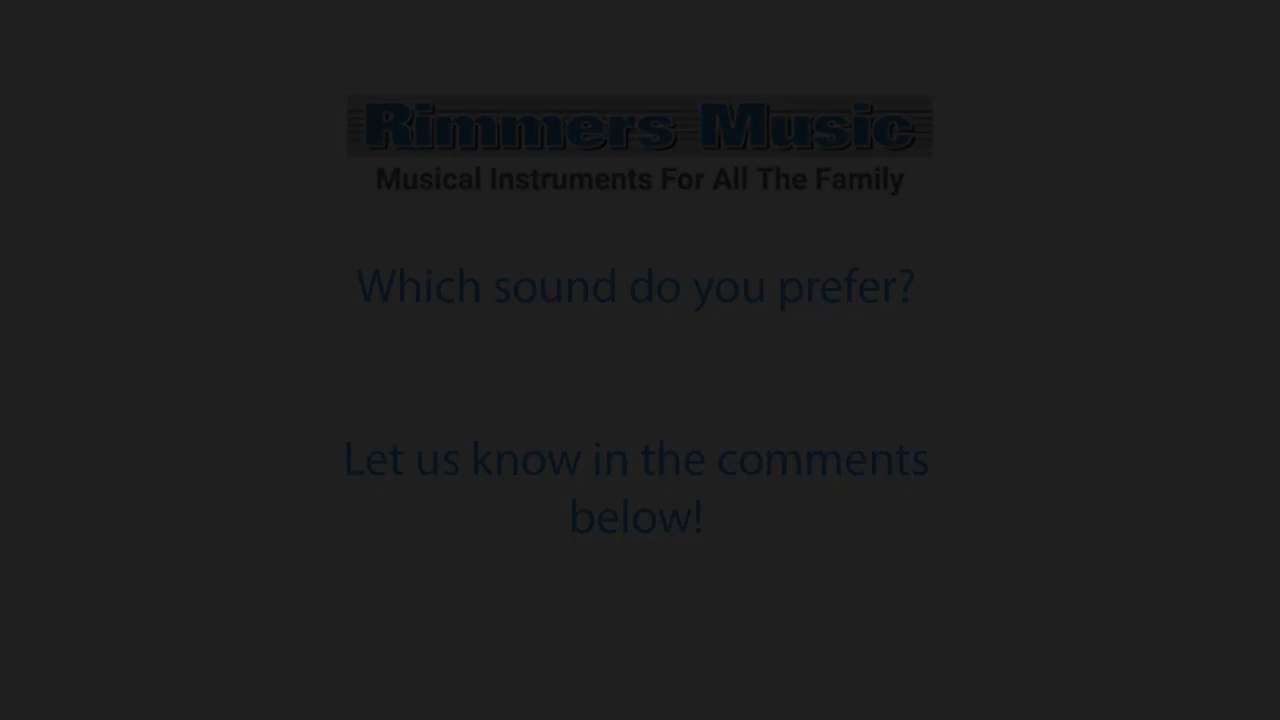 Rimmers Music
Musical Instruments For All The Family
Which sound do you prefer?
Let us know in the comments
below!